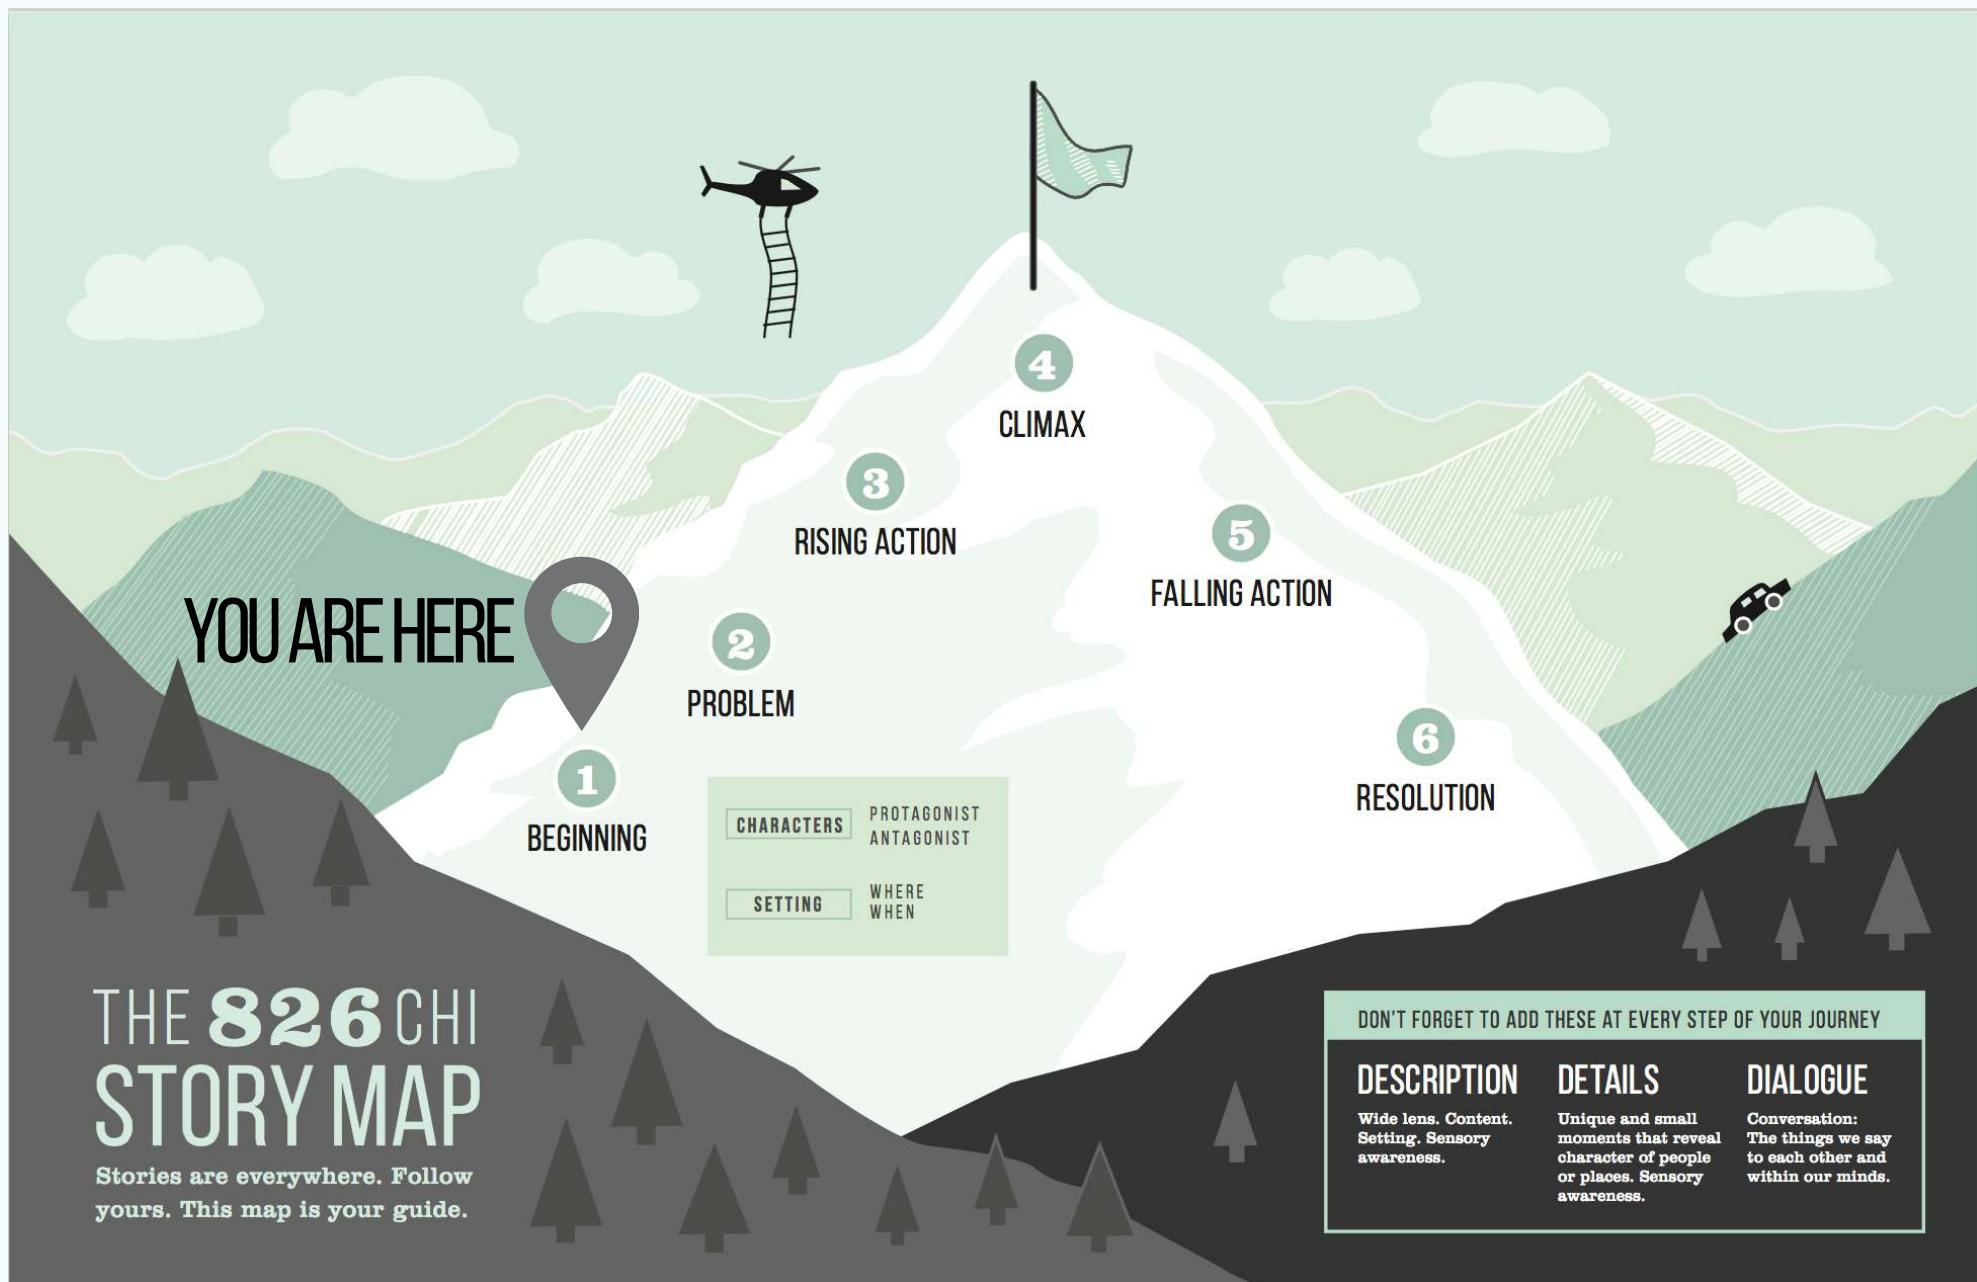 4
CLIMAX
3
RISING ACTION
5
FALLING ACTION
YOU ARE HERE
2
PROBLEM
6
RESOLUTION
1
BEGINNING
CHARACTERS
PROTAGONIST
ANTAGONIST
SETTING
WHERE
WHEN
THE 826 CHI
STORY MAP
Stories are everywhere. Follow
yours. This map is your guide.
DON'T FORGET TO ADD THESE AT EVERY STEP OF YOUR JOURNEY
DESCRIPTION
Wide lens. Content.
Setting. Sensory
awareness.
DETAILS
Unique and small
moments that reveal
character of people
or places. Sensory
awareness.
DIALOGUE
Conversation:
The things we say
to each other and
within our minds.